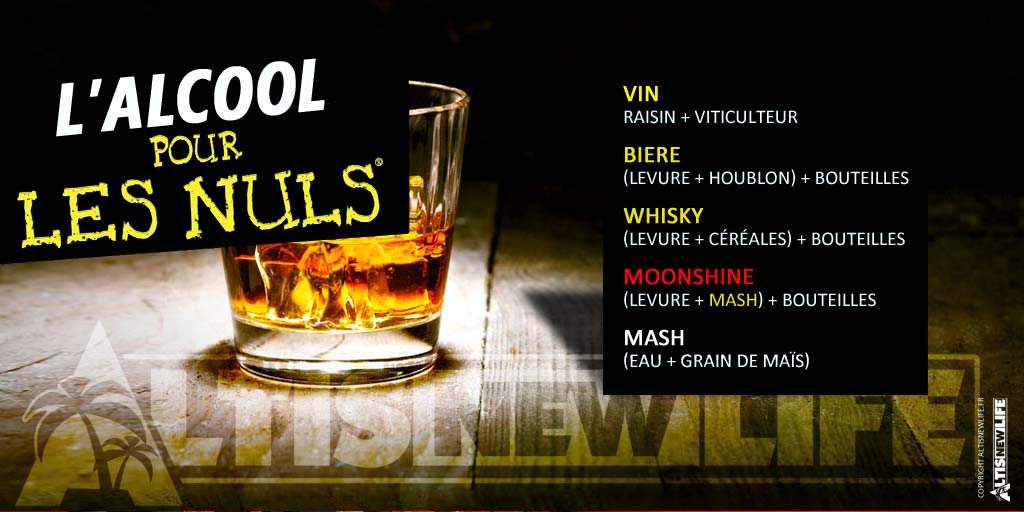 L'ALCOOL
POUR
LES NULS®
VIN
RAISIN + VITICULTEUR
BIERE
(LEVURE + HOUBLON) + BOUTEILLES
WHISKY
(LEVURE + CÉRÉALES) + BOUTEILLES
MOONSHINE
(LEVURE + MASH) + BOUTEILLES
MASH
(EAU + GRAIN DE MAÏS)
ALTISNEWLIFE
COPYRIGHT ALTISNEWLIFE.FR
ALTISNEWLIFE